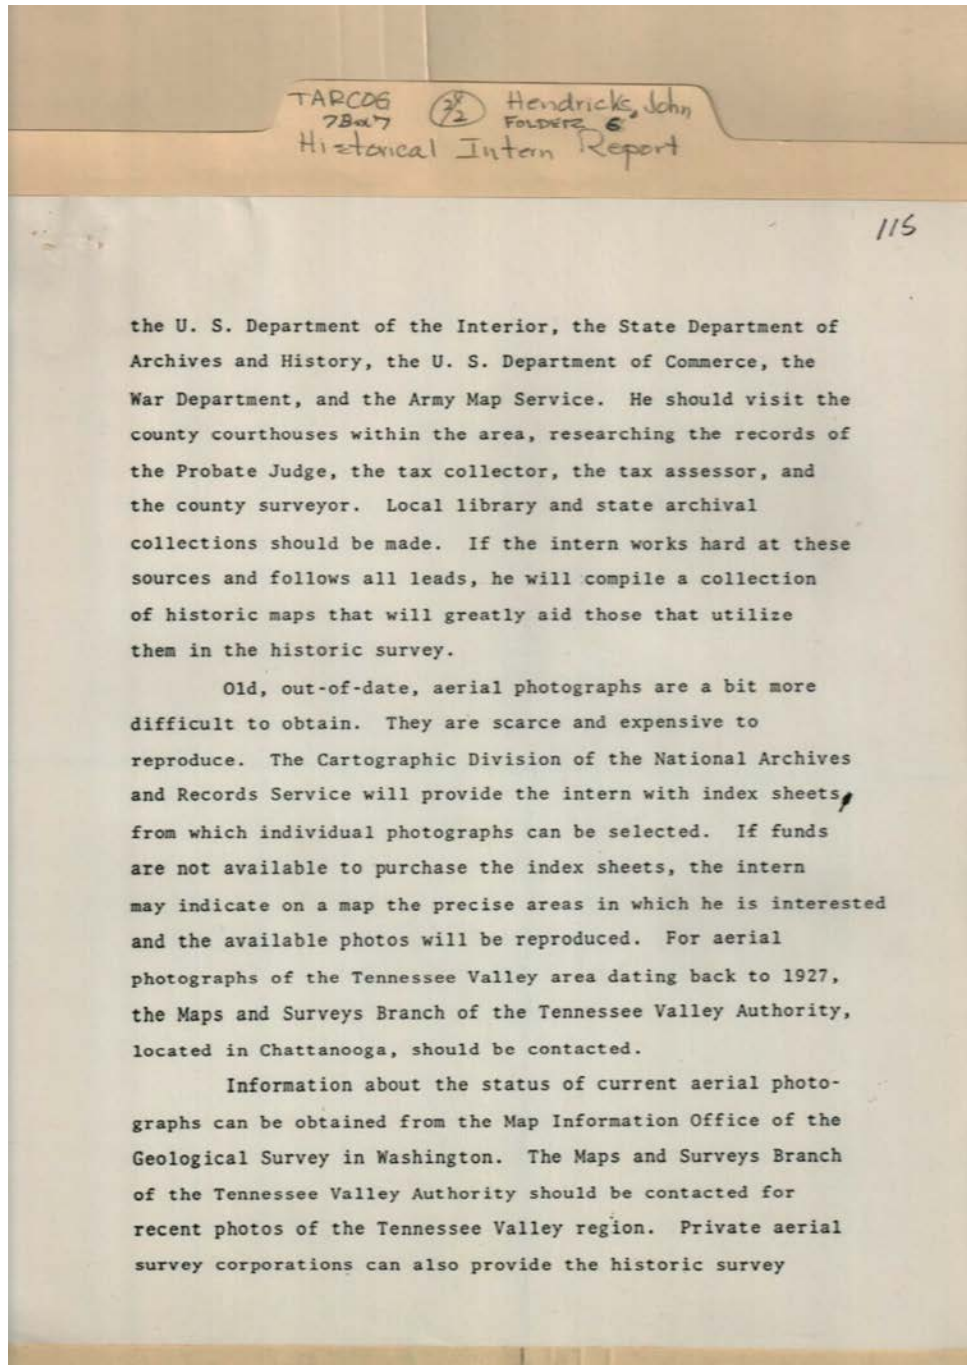 TARCOG Hendricks, John
FOLDER 6
Historical Intern Report
115
the U. S. Department of the Interior, the State Department of
Archives and History, the U. S. Department of Commerce, the
War Department, and the Army Map Service. He should visit the
county courthouses within the area, researching the records of
the Probate Judge, the tax collector, the tax assessor, and
the county surveyor. Local library and state archival
collections should be made. If the intern works hard at these
sources and follows all leads, he will compile a collection
of historic maps that will greatly aid those that utilize
them in the historic survey.
Old, out-of-date, aerial photographs are a bit more
difficult to obtain. They are scarce and expensive to
reproduce. The Cartographic Division of the National Archives
and Records Service will provide the intern with index sheets,
from which individual photographs can be selected. If funds
are not available to purchase the index sheets, the intern
may indicate on a map the precise areas in which he is interested
and the available photos will be reproduced. For aerial
photographs of the Tennessee Valley area dating back to 1927,
the Maps and Surveys Branch of the Tennessee Valley Authority,
located in Chattanooga, should be contacted.
Information about the status of current aerial photo-
graphs can be obtained from the Map Information Office of the
Geological Survey in Washington. The Maps and Surveys Branch
of the Tennessee Valley Authority should be contacted for
recent photos of the Tennessee Valley region. Private aerial
survey corporations can also provide the historic survey